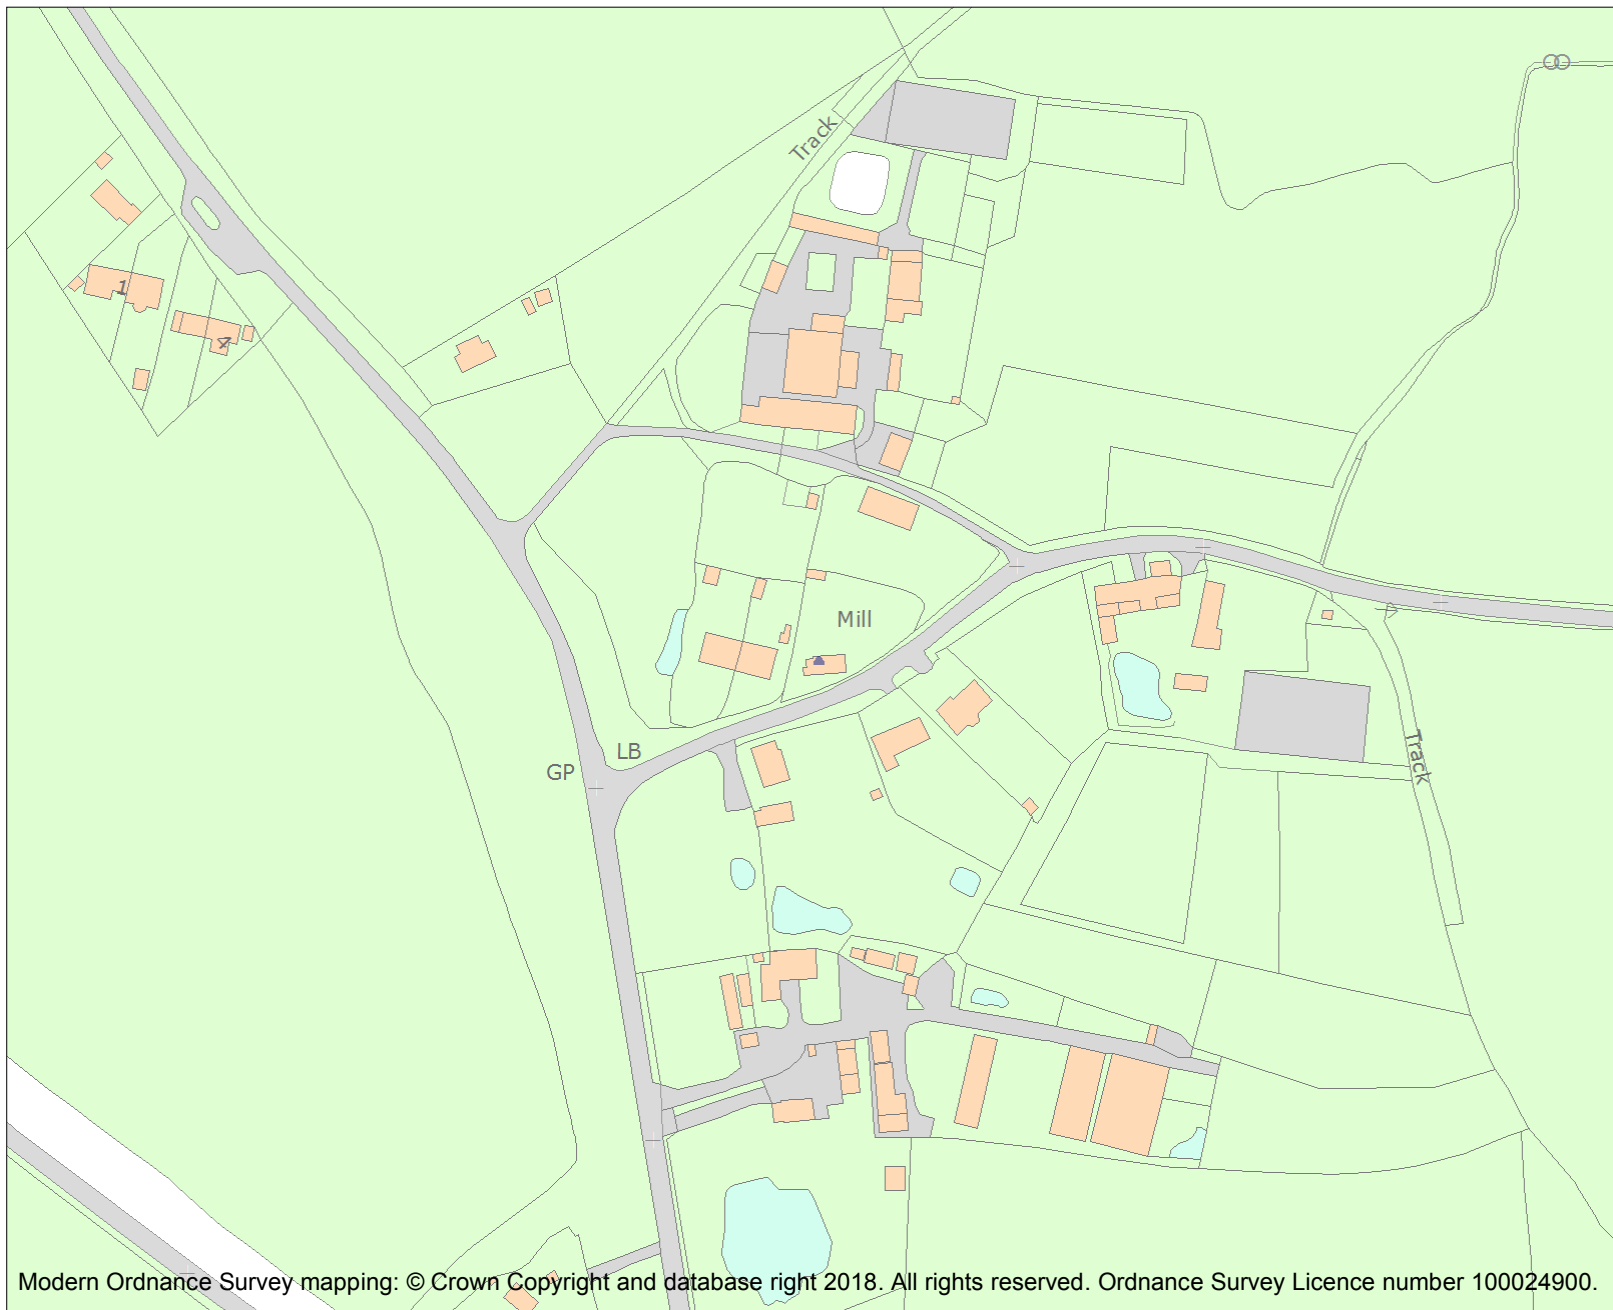 Track
1
4
Mill
LB
GP
Track
Modern Ordnance Survey mapping: © Crown Copyright and database right 2018. All rights reserved. Ordnance Survey Licence number 100024900.